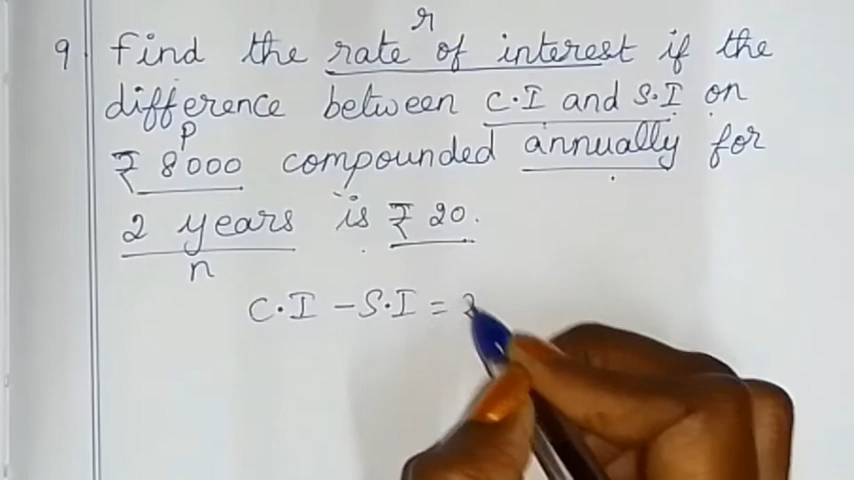 r
9. Find the rate of interest if the
difference between C.I and S.I on
P
₹ 8000 compounded annually for
2 years is ₹ 20.
n
C.I - S.I = 2